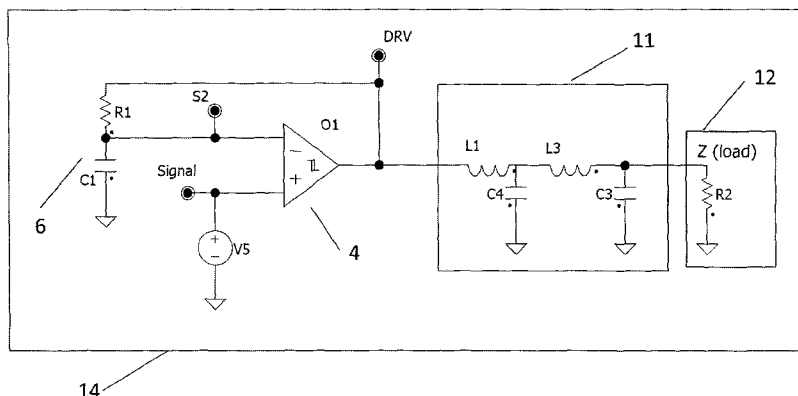 DRV
11
12
R1
S2
O1
L1
L3
Z (load)
−
+
C1
Signal
C4
C3
R2
6
4
+
−
V5
14